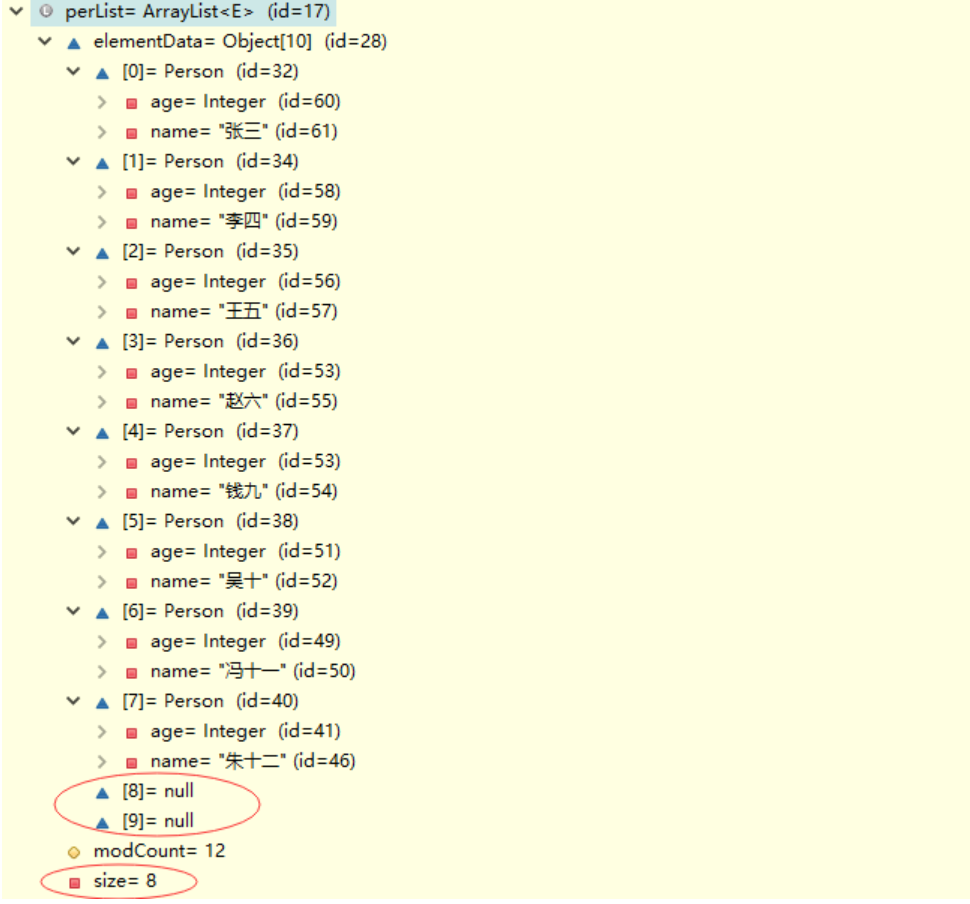 perList= ArrayList<E> (id=17)
elementData= Object[10] (id=28)
[0]= Person (id=32)
age= Integer (id=60)
name= "张三" (id=61)
[1]= Person (id=34)
age= Integer (id=58)
name= "李四" (id=59)
[2]= Person (id=35)
age= Integer (id=56)
name= "王五" (id=57)
[3]= Person (id=36)
age= Integer (id=53)
name= "赵六" (id=55)
[4]= Person (id=37)
age= Integer (id=53)
name= "钱九" (id=54)
[5]= Person (id=38)
age= Integer (id=51)
name= "吴十" (id=52)
[6]= Person (id=39)
age= Integer (id=49)
name= "冯十一" (id=50)
[7]= Person (id=40)
age= Integer (id=41)
name= "朱十二" (id=46)
[8]= null
[9]= null
modCount= 12
size= 8